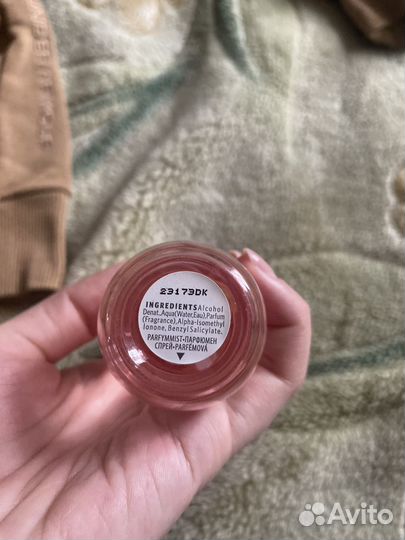 23173DK
INGREDIENTS:Alcohol
Denat.,Aqua(Water,Eau),Parfum
(Fragrance),Alpha-Isomethyl
Ionone,Benzyl Salicylate.
PARFYMMIST•ПАРФЮМЕН
СПРЕЙ•PARFÉMOVÁ
Avito